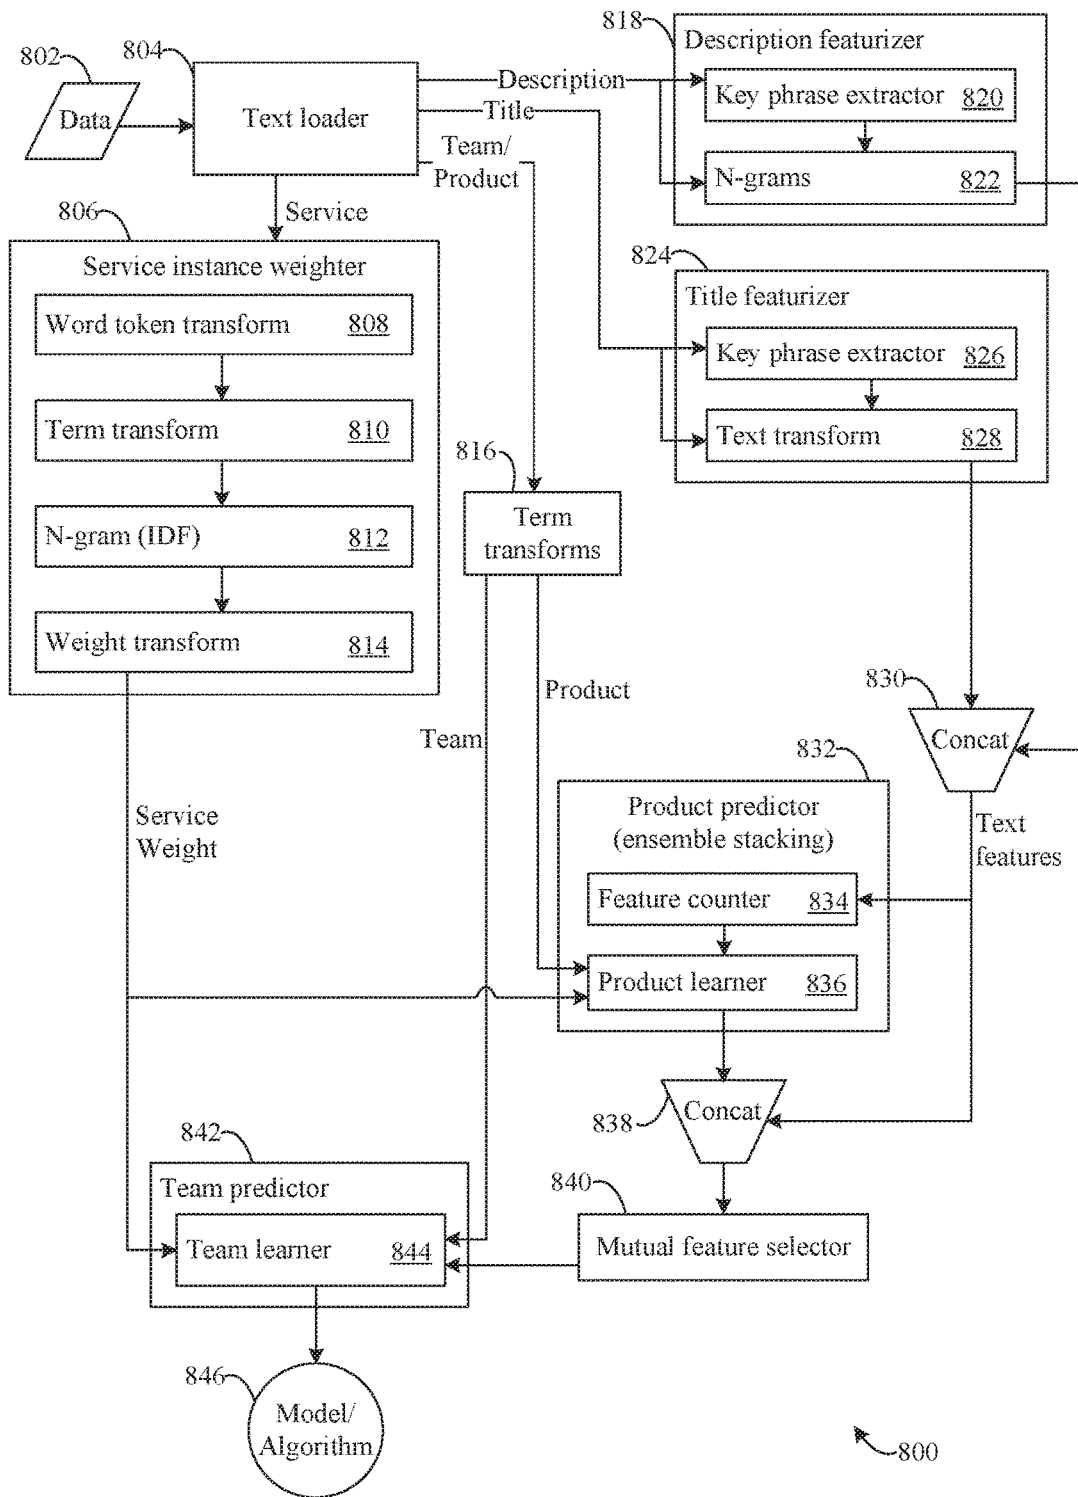 802
Data
804
Text loader
Description
Title
Team/
Product
Service
818
Description featurizer
Key phrase extractor 820
N-grams 822
806
Service instance weighter
Word token transform 808
Term transform 810
N-gram (IDF) 812
Weight transform 814
824
Title featurizer
Key phrase extractor 826
Text transform 828
816
Term
transforms
Product
Team
Service
Weight
830
Concat
Text
features
832
Product predictor
(ensemble stacking)
Feature counter 834
Product learner 836
Concat
838
840
Mutual feature selector
842
Team predictor
Team learner 844
846
Model/
Algorithm
800